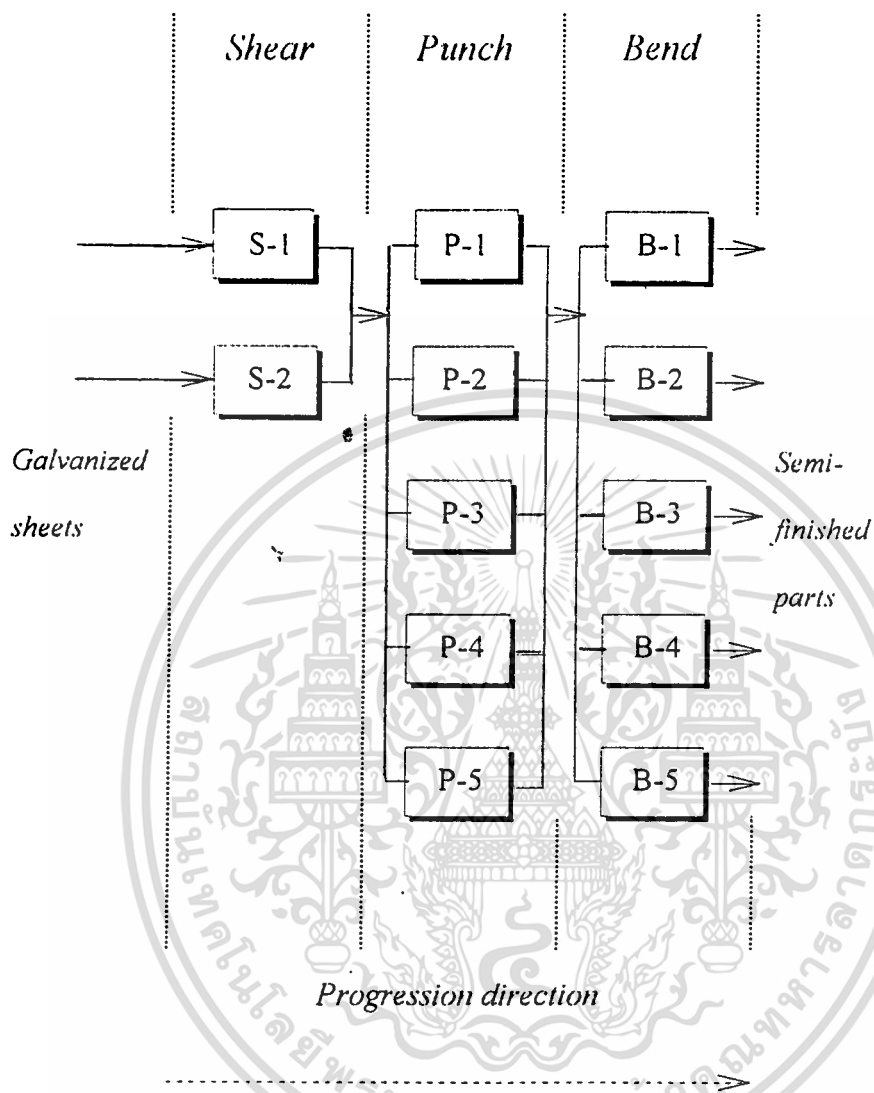 Shear Punch Bend
S-1 P-1 B-1
S-2 P-2 B-2
Galvanized
sheets
P-3 B-3
Semi-
finished
parts
P-4 B-4
P-5 B-5
Progression direction